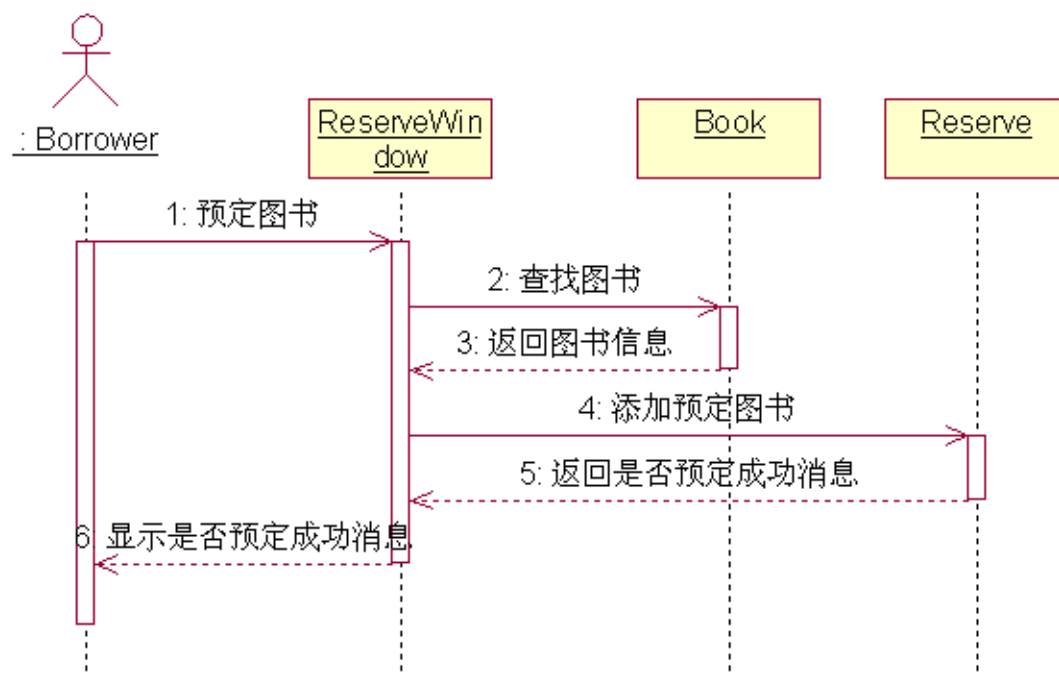 : Borrower
ReserveWin
dow
Book
Reserve
1: 预定图书
2: 查找图书
3: 返回图书信息
4: 添加预定图书
5: 返回是否预定成功消息
6: 显示是否预定成功消息